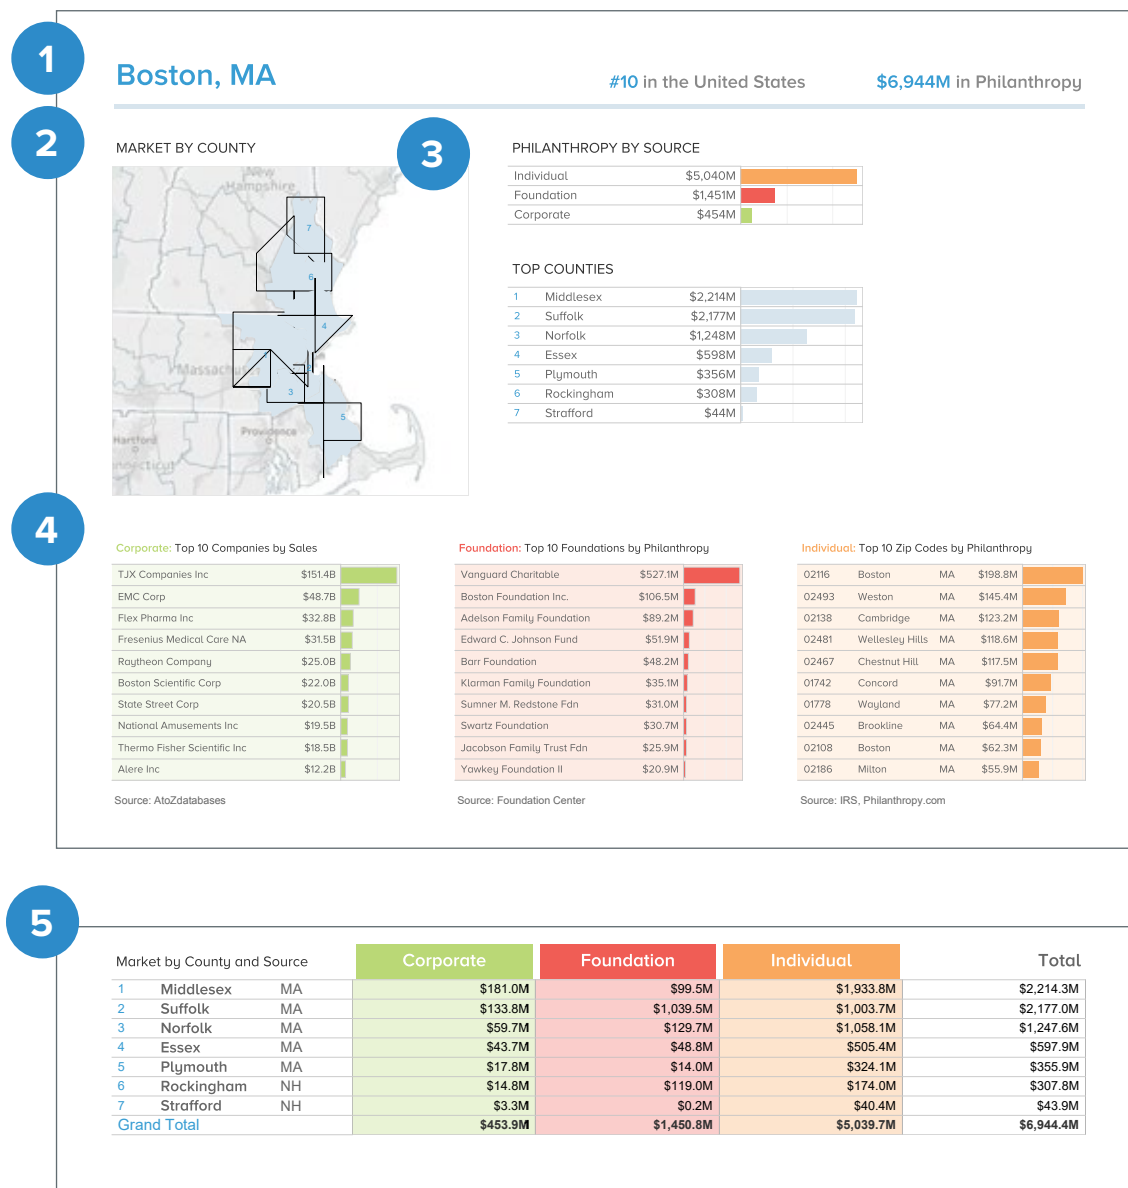 1
Boston, MA
#10 in the United States
$6,944M in Philanthropy
2
MARKET BY COUNTY
3
New
Hampshire
7
6
4
3
5
Massachu
Providence
Hartford
nnecticut
PHILANTHROPY BY SOURCE
Individual $5,040M
Foundation $1,451M
Corporate $454M
TOP COUNTIES
1 Middlesex $2,214M
2 Suffolk $2,177M
3 Norfolk $1,248M
4 Essex $598M
5 Plymouth $356M
6 Rockingham $308M
7 Strafford $44M
4
Corporate: Top 10 Companies by Sales
TJX Companies Inc $151.4B
EMC Corp $48.7B
Flex Pharma Inc $32.8B
Fresenius Medical Care NA $31.5B
Raytheon Company $25.0B
Boston Scientific Corp $22.0B
State Street Corp $20.5B
National Amusements Inc $19.5B
Thermo Fisher Scientific Inc $18.5B
Alere Inc $12.2B
Source: AtoZdatabases
Foundation: Top 10 Foundations by Philanthropy
Vanguard Charitable $527.1M
Boston Foundation Inc. $106.5M
Adelson Family Foundation $89.2M
Edward C. Johnson Fund $51.9M
Barr Foundation $48.2M
Klarman Family Foundation $35.1M
Sumner M. Redstone Fdn $31.0M
Swartz Foundation $30.7M
Jacobson Family Trust Fdn $25.9M
Yawkey Foundation II $20.9M
Source: Foundation Center
Individual: Top 10 Zip Codes by Philanthropy
02116 Boston MA $198.8M
02493 Weston MA $145.4M
02138 Cambridge MA $123.2M
02481 Wellesley Hills MA $118.6M
02467 Chestnut Hill MA $117.5M
01742 Concord MA $91.7M
01778 Wayland MA $77.2M
02445 Brookline MA $64.4M
02108 Boston MA $62.3M
02186 Milton MA $55.9M
Source: IRS, Philanthropy.com
5
Market by County and Source Corporate Foundation Individual Total
1 Middlesex MA $181.0M $99.5M $1,933.8M $2,214.3M
2 Suffolk MA $133.8M $1,039.5M $1,003.7M $2,177.0M
3 Norfolk MA $59.7M $129.7M $1,058.1M $1,247.6M
4 Essex MA $43.7M $48.8M $505.4M $597.9M
5 Plymouth MA $17.8M $14.0M $324.1M $355.9M
6 Rockingham NH $14.8M $119.0M $174.0M $307.8M
7 Strafford NH $3.3M $0.2M $40.4M $43.9M
Grand Total $453.9M $1,450.8M $5,039.7M $6,944.4M